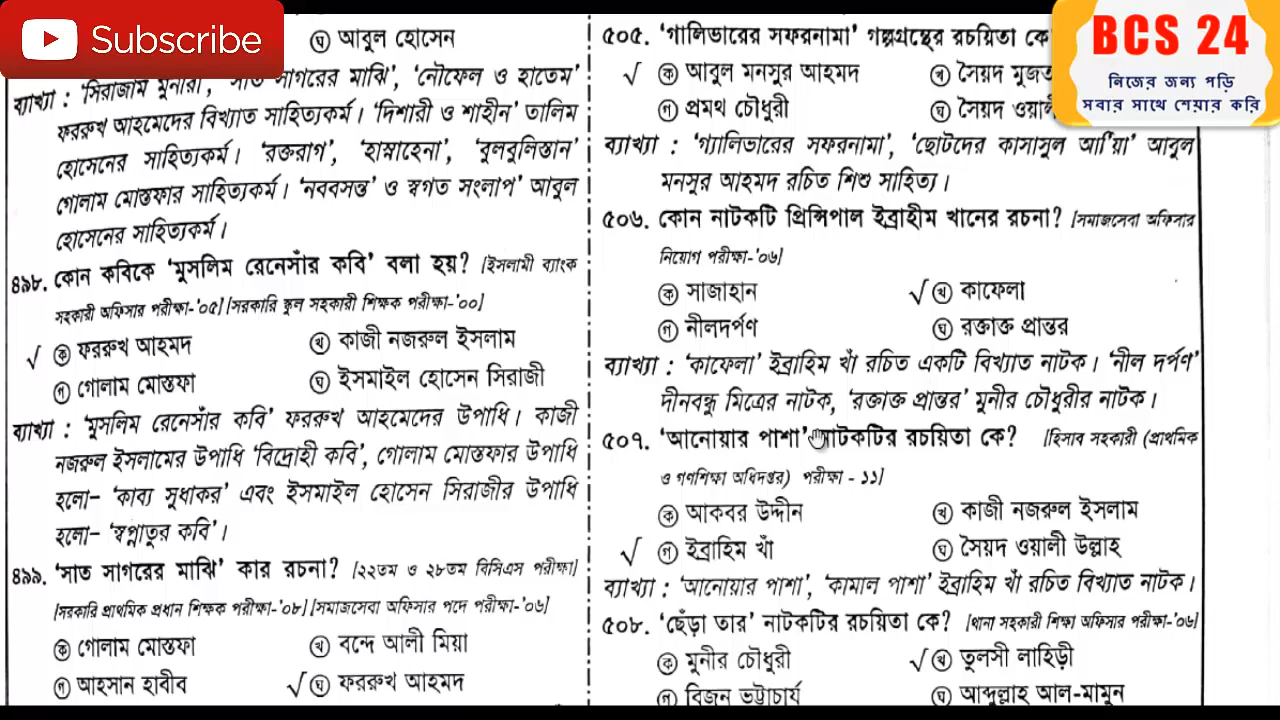 Subscribe
BCS 24
নিজের জন্য পড়ি
সবার সাথে শেয়ার করি
ঘ আবুল হোসেন
ব্যাখ্যা : ‘সিরাজাম মুনীরা’, ‘সাত সাগরের মাঝি’, ‘নৌফেল ও হাতেম’
ফররুখ আহমেদের বিখ্যাত সাহিত্যকর্ম। ‘দিশারী ও শাহীন’ তালিম
হোসেনের সাহিত্যকর্ম। ‘রক্তরাগ’, ‘হাস্নাহেনা’, ‘বুলবুলিস্তান’
গোলাম মোস্তফার সাহিত্যকর্ম। ‘নববসন্ত’ ও স্বগত সংলাপ’ আবুল
হোসেনের সাহিত্যকর্ম।
৪৯৮. কোন কবিকে ‘মুসলিম রেনেসাঁর কবি’ বলা হয়? [ইসলামী ব্যাংক
সহকারী অফিসার পরীক্ষা-’০৫] [সরকারি স্কুল সহকারী শিক্ষক পরীক্ষা-’০০]
√ ক ফররুখ আহমদ খ কাজী নজরুল ইসলাম
গ গোলাম মোস্তফা ঘ ইসমাইল হোসেন সিরাজী
ব্যাখ্যা : ‘মুসলিম রেনেসাঁর কবি’ ফররুখ আহমেদের উপাধি। কাজী
নজরুল ইসলামের উপাধি ‘বিদ্রোহী কবি’, গোলাম মোস্তফার উপাধি
হলো- ‘কাব্য সুধাকর’ এবং ইসমাইল হোসেন সিরাজীর উপাধি
হলো- ‘স্বপ্নাতুর কবি’।
৪৯৯. ‘সাত সাগরের মাঝি’ কার রচনা? [২২তম ও ২৮তম বিসিএস পরীক্ষা]
[সরকারি প্রাথমিক প্রধান শিক্ষক পরীক্ষা-’০৮] [সমাজসেবা অফিসার পদে পরীক্ষা-’০৬]
ক গোলাম মোস্তফা খ বন্দে আলী মিয়া
গ আহসান হাবীব √ ঘ ফররুখ আহমদ
৫০৫. ‘গালিভারের সফরনামা’ গল্পগ্রন্থের রচয়িতা কে
√ ক আবুল মনসুর আহমদ খ সৈয়দ
গ প্রমথ চৌধুরী ঘ সৈয়দ
ব্যাখ্যা : ‘গ্যালিভারের সফরনামা’, ‘ছোটদের কাসাসুল আবুল
মনসুর আহমদ রচিত শিশু সাহিত্য।
৫০৬. কোন নাটকটি প্রিন্সিপাল ইব্রাহীম খানের রচনা? [সমাজসেবা অফিসার
নিয়োগ পরীক্ষা-’০৬]
ক সাজাহান √ খ কাফেলা
গ নীলদর্পণ ঘ রক্তাক্ত প্রান্তর
ব্যাখ্যা : ‘কাফেলা’ ইব্রাহিম খাঁ রচিত একটি বিখ্যাত নাটক। ‘নীল দর্পণ’
দীনবন্ধু মিত্রের নাটক, ‘রক্তাক্ত প্রান্তর’ মুনীর চৌধুরীর নাটক।
৫০৭. ‘আনোয়ার পাশা’ নাটকটির রচয়িতা কে? [হিসাব সহকারী (প্রাথমিক
ও গণশিক্ষা অধিদপ্তর) পরীক্ষা - ১১]
ক আকবর উদ্দীন খ কাজী নজরুল ইসলাম
√ গ ইব্রাহিম খাঁ ঘ সৈয়দ ওয়ালী উল্লাহ
ব্যাখ্যা : ‘আনোয়ার পাশা’, ‘কামাল পাশা’ ইব্রাহিম খাঁ রচিত বিখ্যাত নাটক।
৫০৮. ‘ছেঁড়া তার’ নাটকটির রচয়িতা কে? [থানা সহকারী শিক্ষা অফিসার পরীক্ষা-’০৬]
ক মুনীর চৌধুরী √ খ তুলসী লাহিড়ী
গ বিজন ভট্টাচার্য ঘ আব্দুল্লাহ আল-মামুন